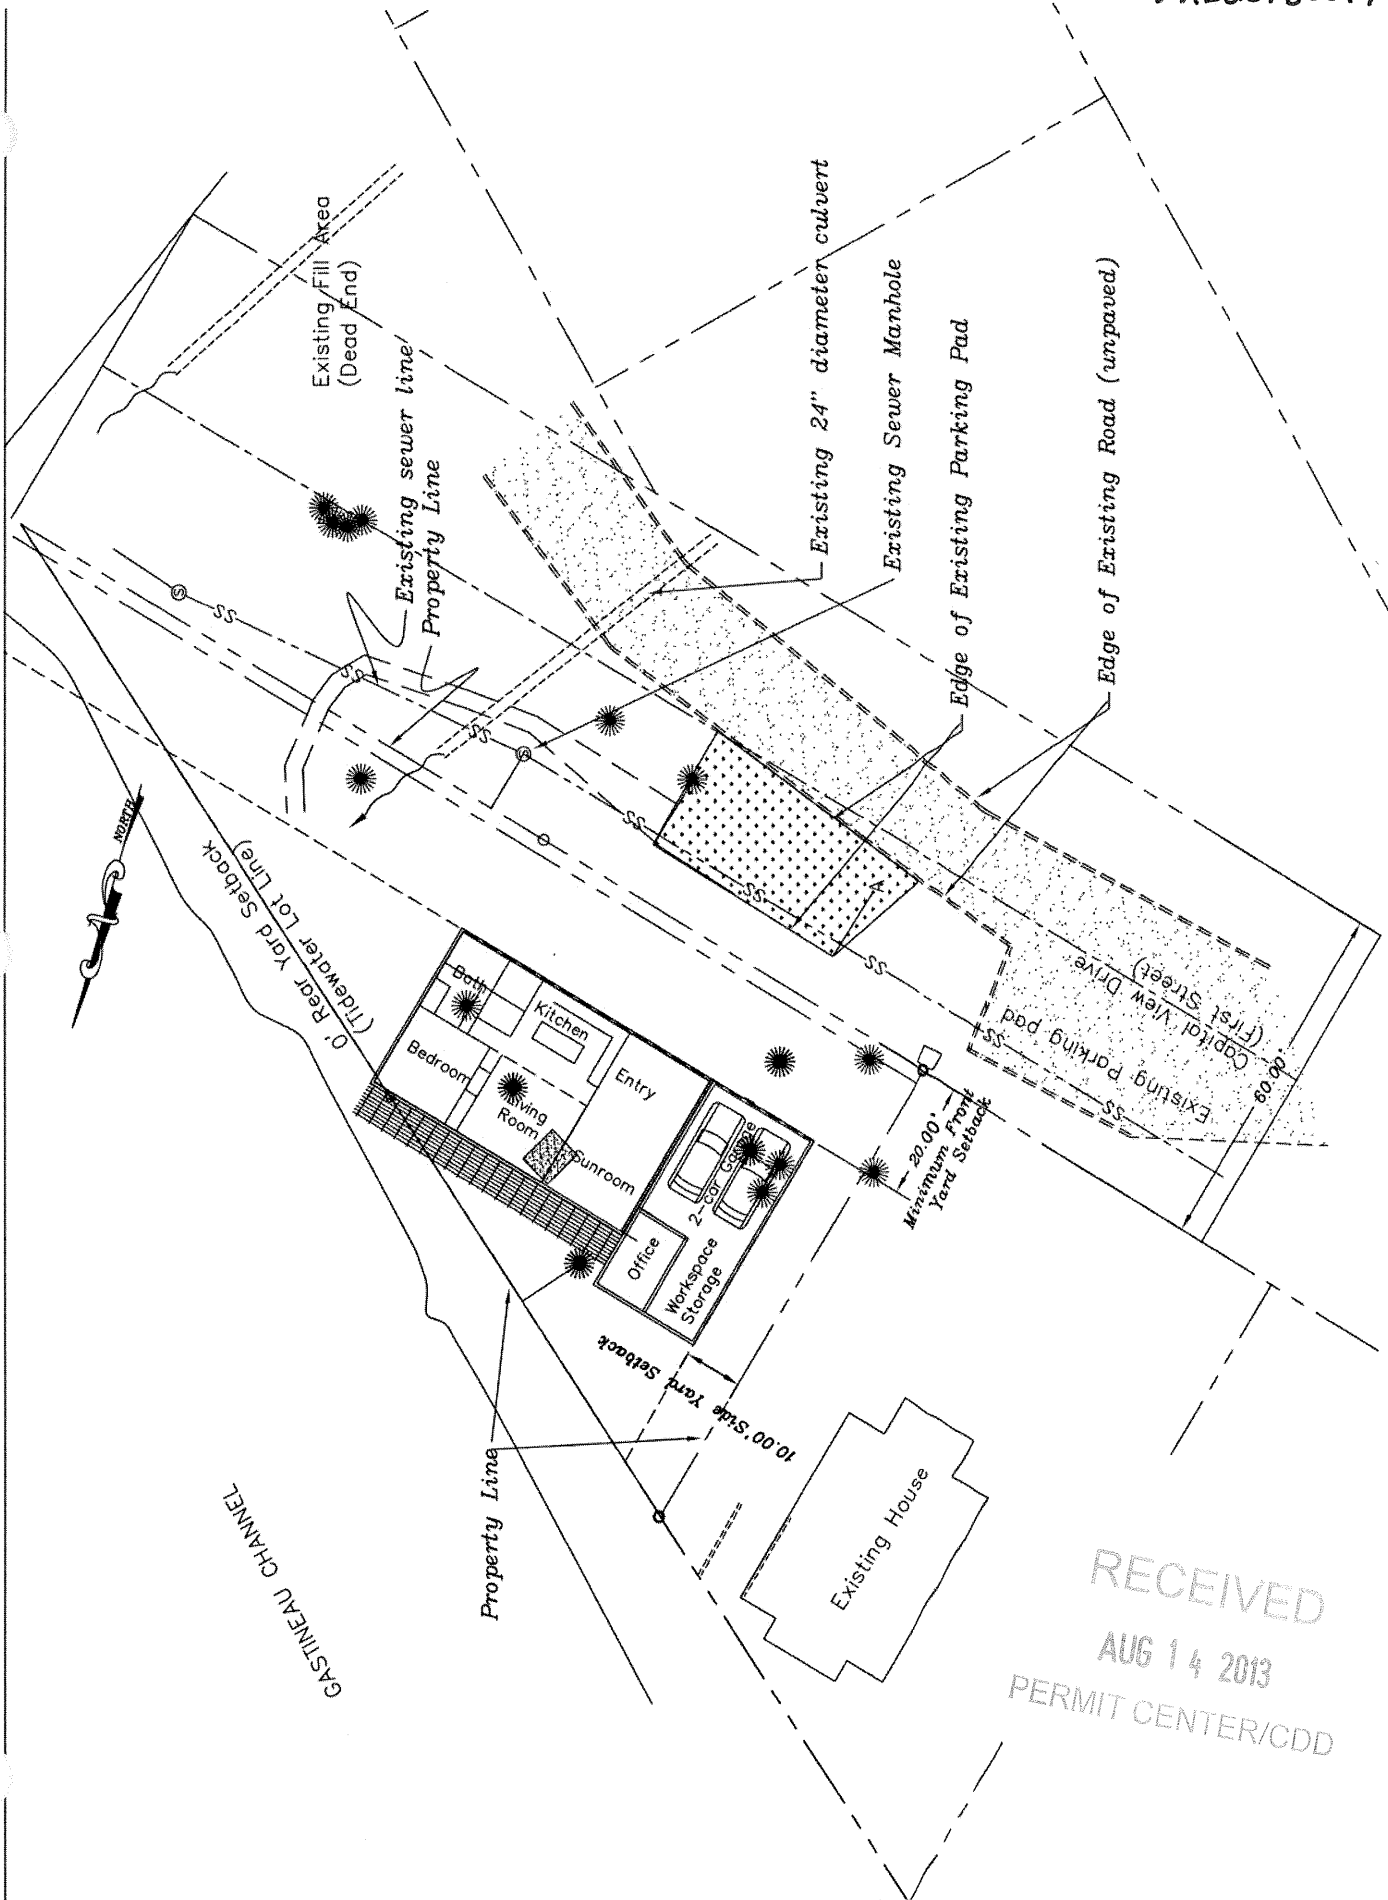 Existing Fill Area
(Dead End)
Existing sewer line
Property Line
Existing 24" diameter culvert
Existing Sewer Manhole
Edge of Existing Parking Pad
Edge of Existing Road (unpaved)
SS
SS
SS
SS
SS
SS
SS
SS
S
S
A
NORTH
0' Rear Yard Setback
(Tidewater Lot Line)
Bath
Kitchen
Bedroom
Living
Room
Entry
Sunroom
2-car Garage
Office
Workspace
Storage
20.00'
Minimum Front
Yard Setback
Capital View Drive
(First Street)
Existing Parking pad
60.00'
10.00' Side Yard Setback
Property Line
GASTINEAU CHANNEL
Existing House
RECEIVED
AUG 14 2013
PERMIT CENTER/CDD